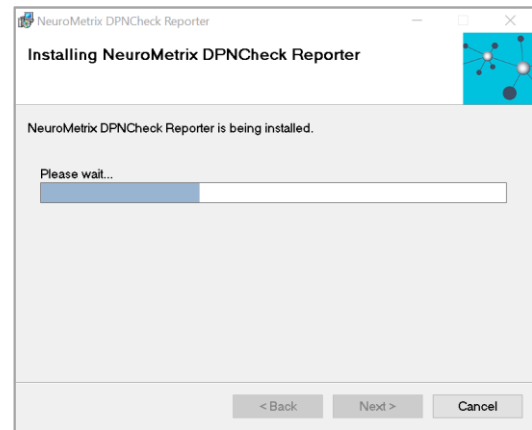 NeuroMetrix DPNCheck Reporter
Installing NeuroMetrix DPNCheck Reporter
NeuroMetrix DPNCheck Reporter is being installed.
Please wait...
< Back
Next >
Cancel